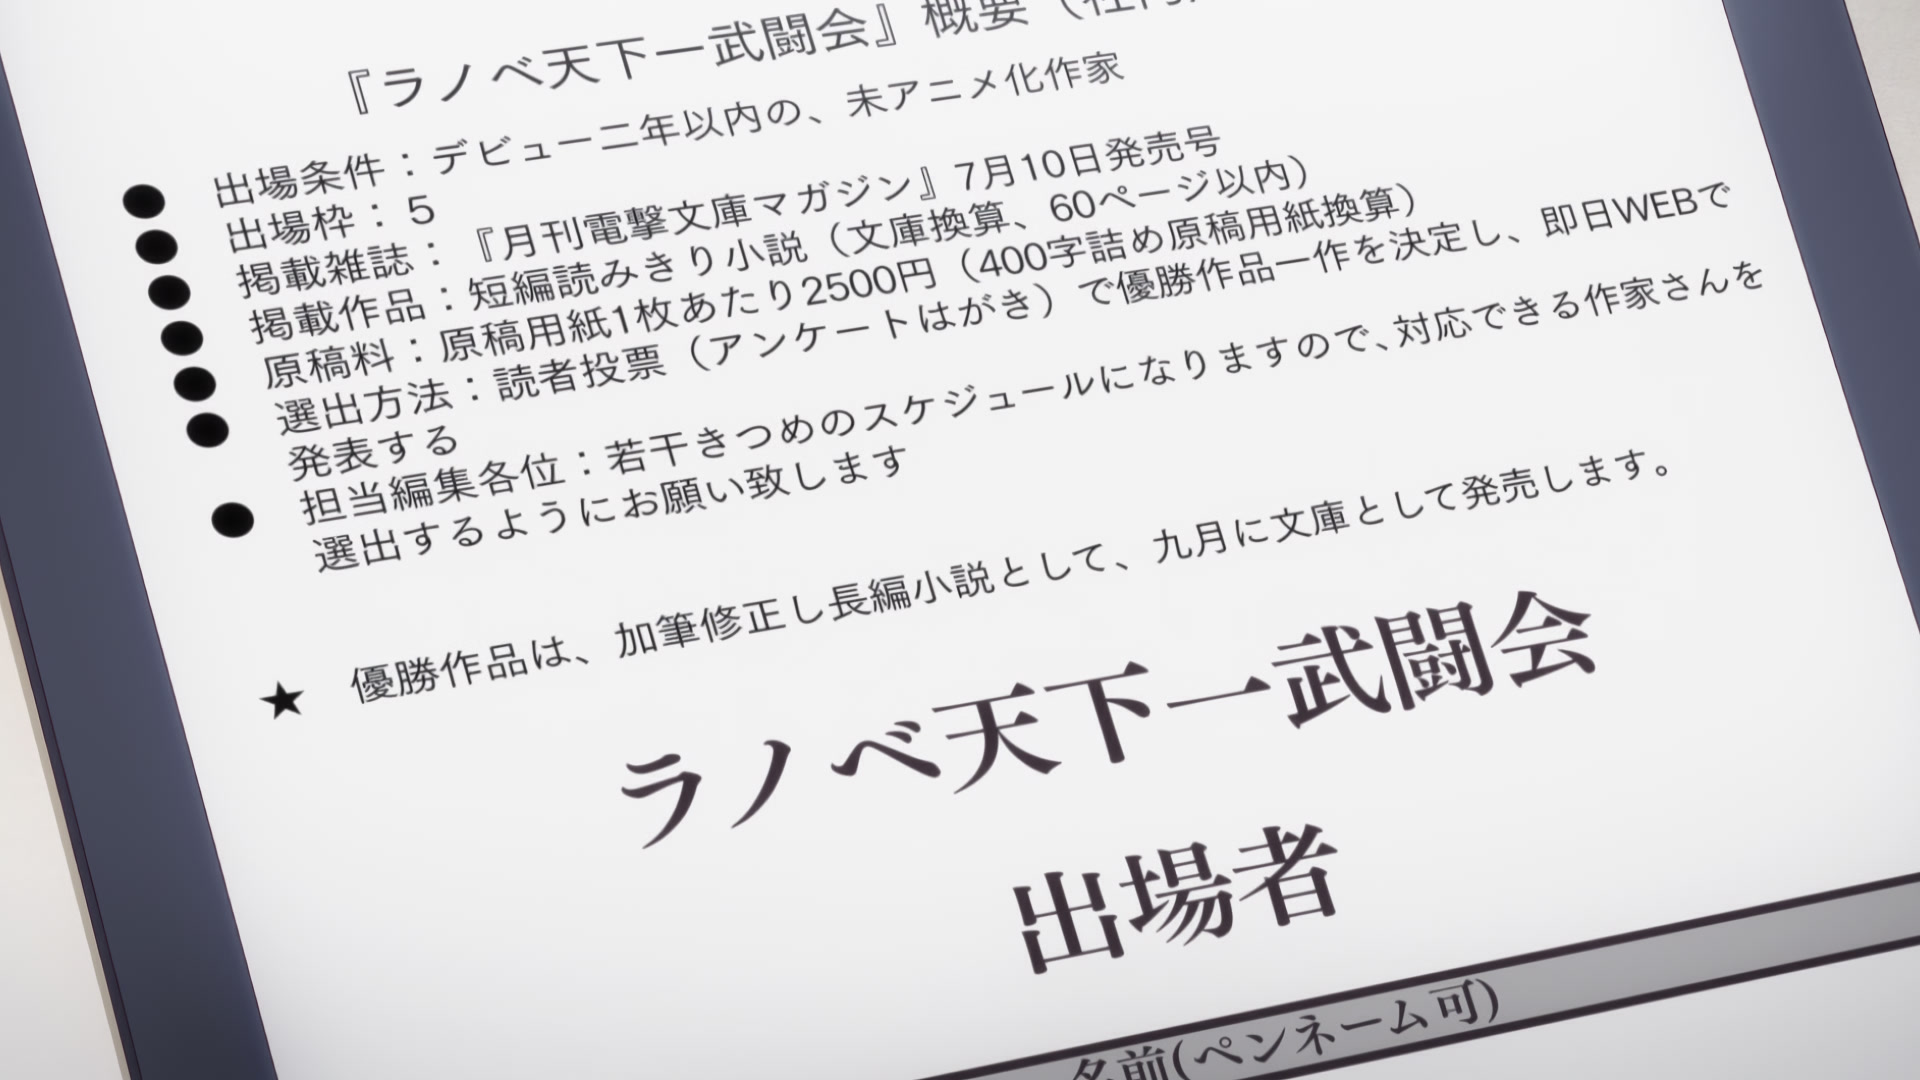 『ラノベ天下一武闘会』概要（社内
● 出場条件：デビュー二年以内の、未アニメ化作家
● 出場枠：５
● 掲載雑誌：『月刊電撃文庫マガジン』7月10日発売号
● 掲載作品：短編読みきり小説（文庫換算、60ページ以内）
● 原稿料：原稿用紙1枚あたり2500円（400字詰め原稿用紙換算）
● 選出方法：読者投票（アンケートはがき）で優勝作品一作を決定し、即日WEBで
発表する
● 担当編集各位：若干きつめのスケジュールになりますので､対応できる作家さんを
選出するようにお願い致します
★ 優勝作品は、加筆修正し長編小説として、九月に文庫として発売します。
ラノベ天下一武闘会
出場者
名前(ペンネーム可)